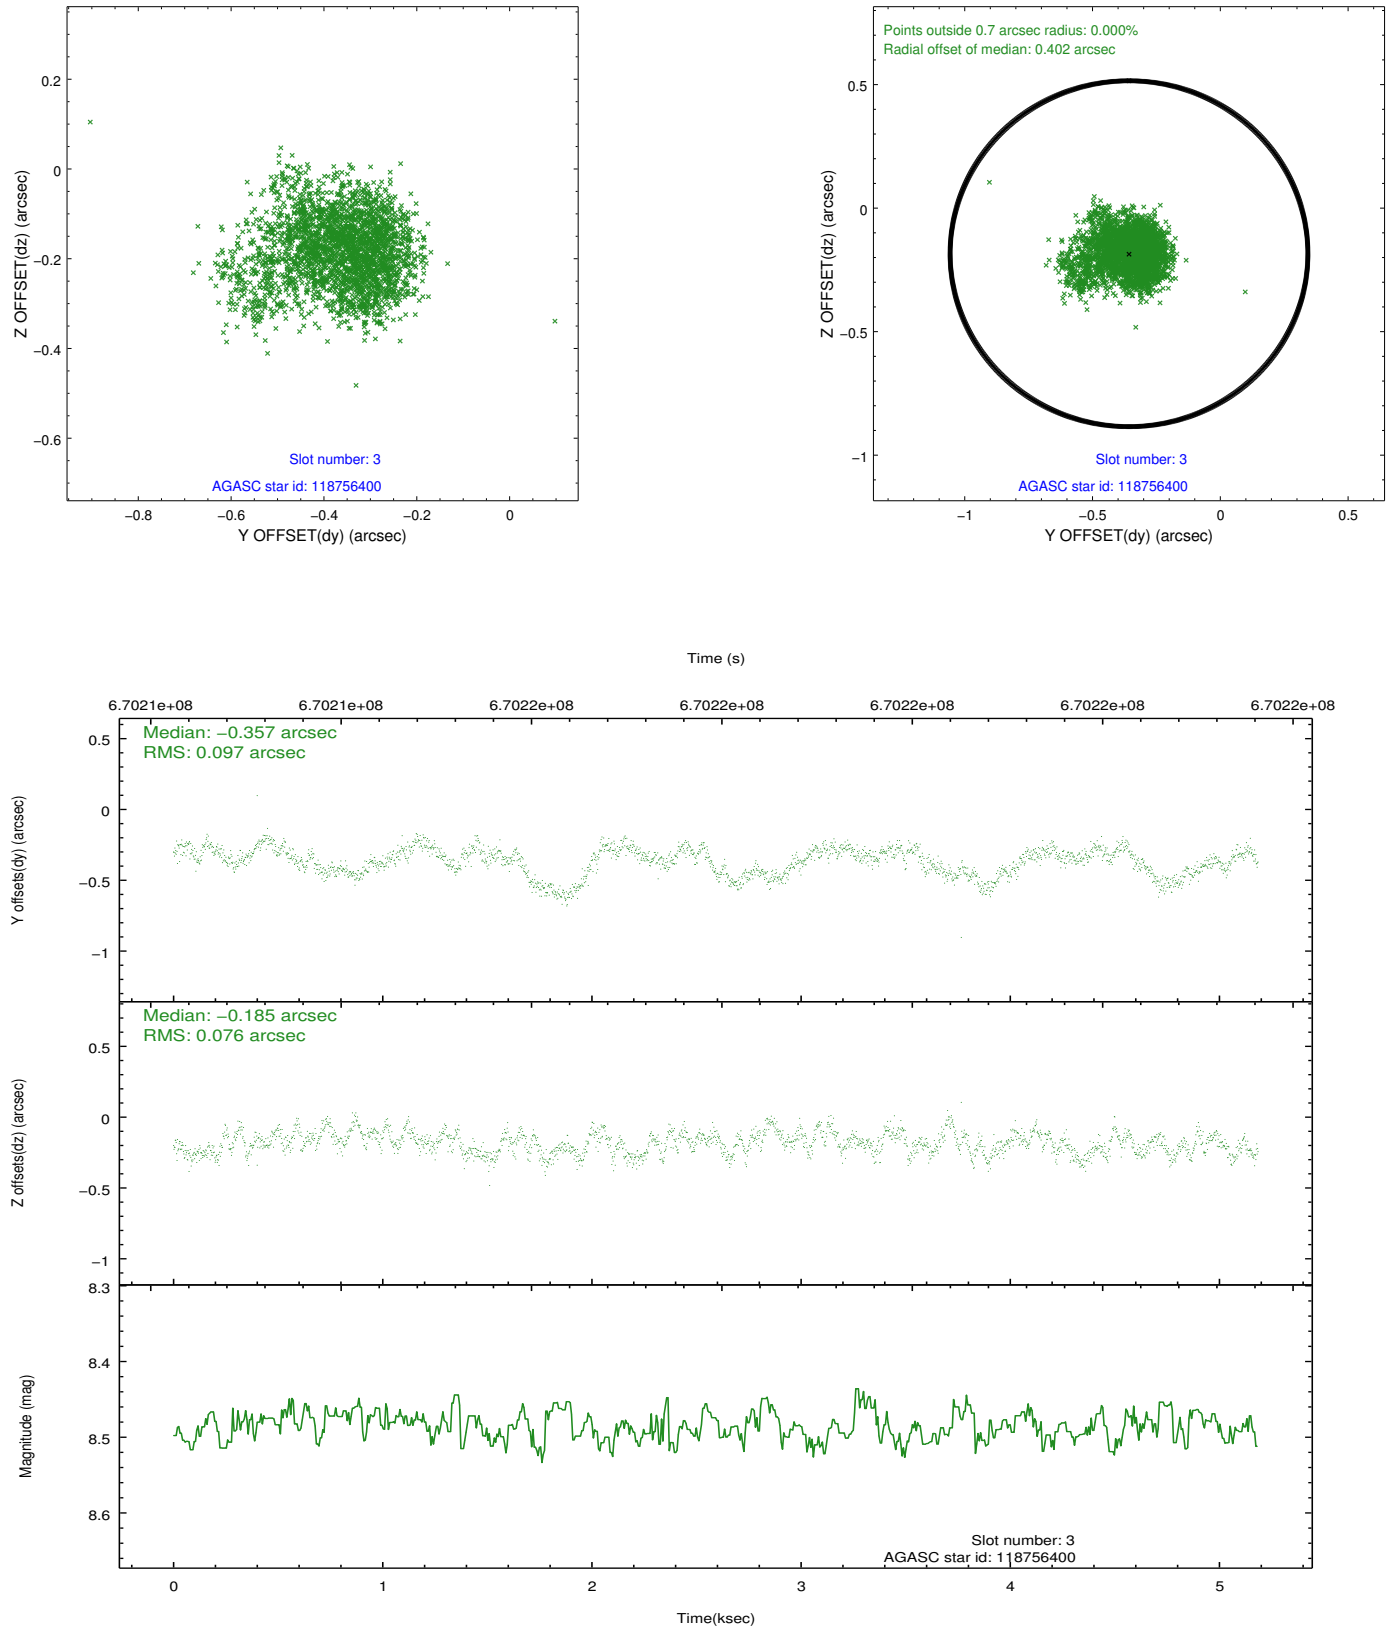 0.2
0
−0.2
−0.4
−0.6
Z OFFSET(dz) (arcsec)
Slot number: 3
AGASC star id: 118756400
−0.8
−0.6
−0.4
−0.2
0
Y OFFSET(dy) (arcsec)
Points outside 0.7 arcsec radius: 0.000%
Radial offset of median: 0.402 arcsec
0.5
0
−0.5
−1
Z OFFSET(dz) (arcsec)
Slot number: 3
AGASC star id: 118756400
−1
−0.5
0
0.5
Y OFFSET(dy) (arcsec)
Time (s)
6.7021e+08
6.7021e+08
6.7022e+08
6.7022e+08
6.7022e+08
6.7022e+08
6.7022e+08
Median: −0.357 arcsec
RMS: 0.097 arcsec
0.5
0
−0.5
−1
Y offsets(dy) (arcsec)
Median: −0.185 arcsec
RMS: 0.076 arcsec
0.5
0
−0.5
−1
Z offsets(dz) (arcsec)
8.3
8.4
8.5
8.6
Magnitude (mag)
Slot number: 3
AGASC star id: 118756400
0
1
2
3
4
5
Time(ksec)